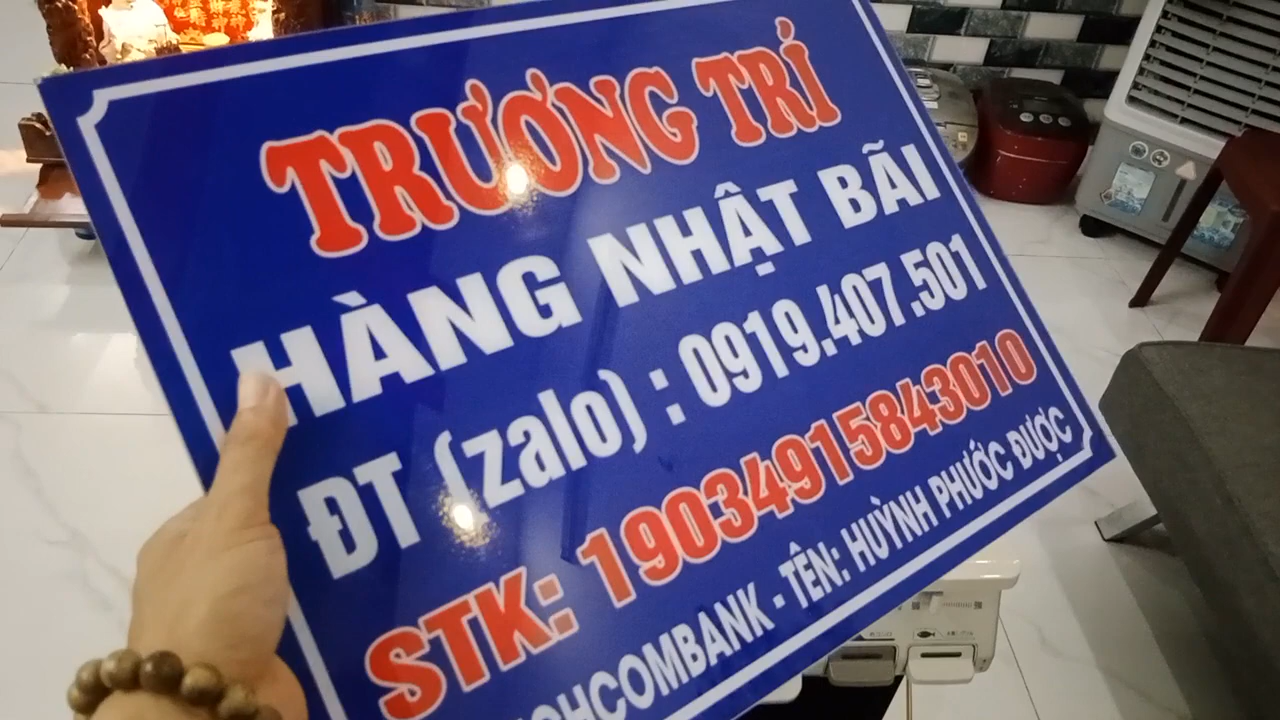 TRƯƠNG TRÍ
HÀNG NHẬT BÃI
ĐT (zalo) : 0919.407.501
STK: 19034915843010
- TÊN: HUỲNH PHƯỚC ĐƯỢC